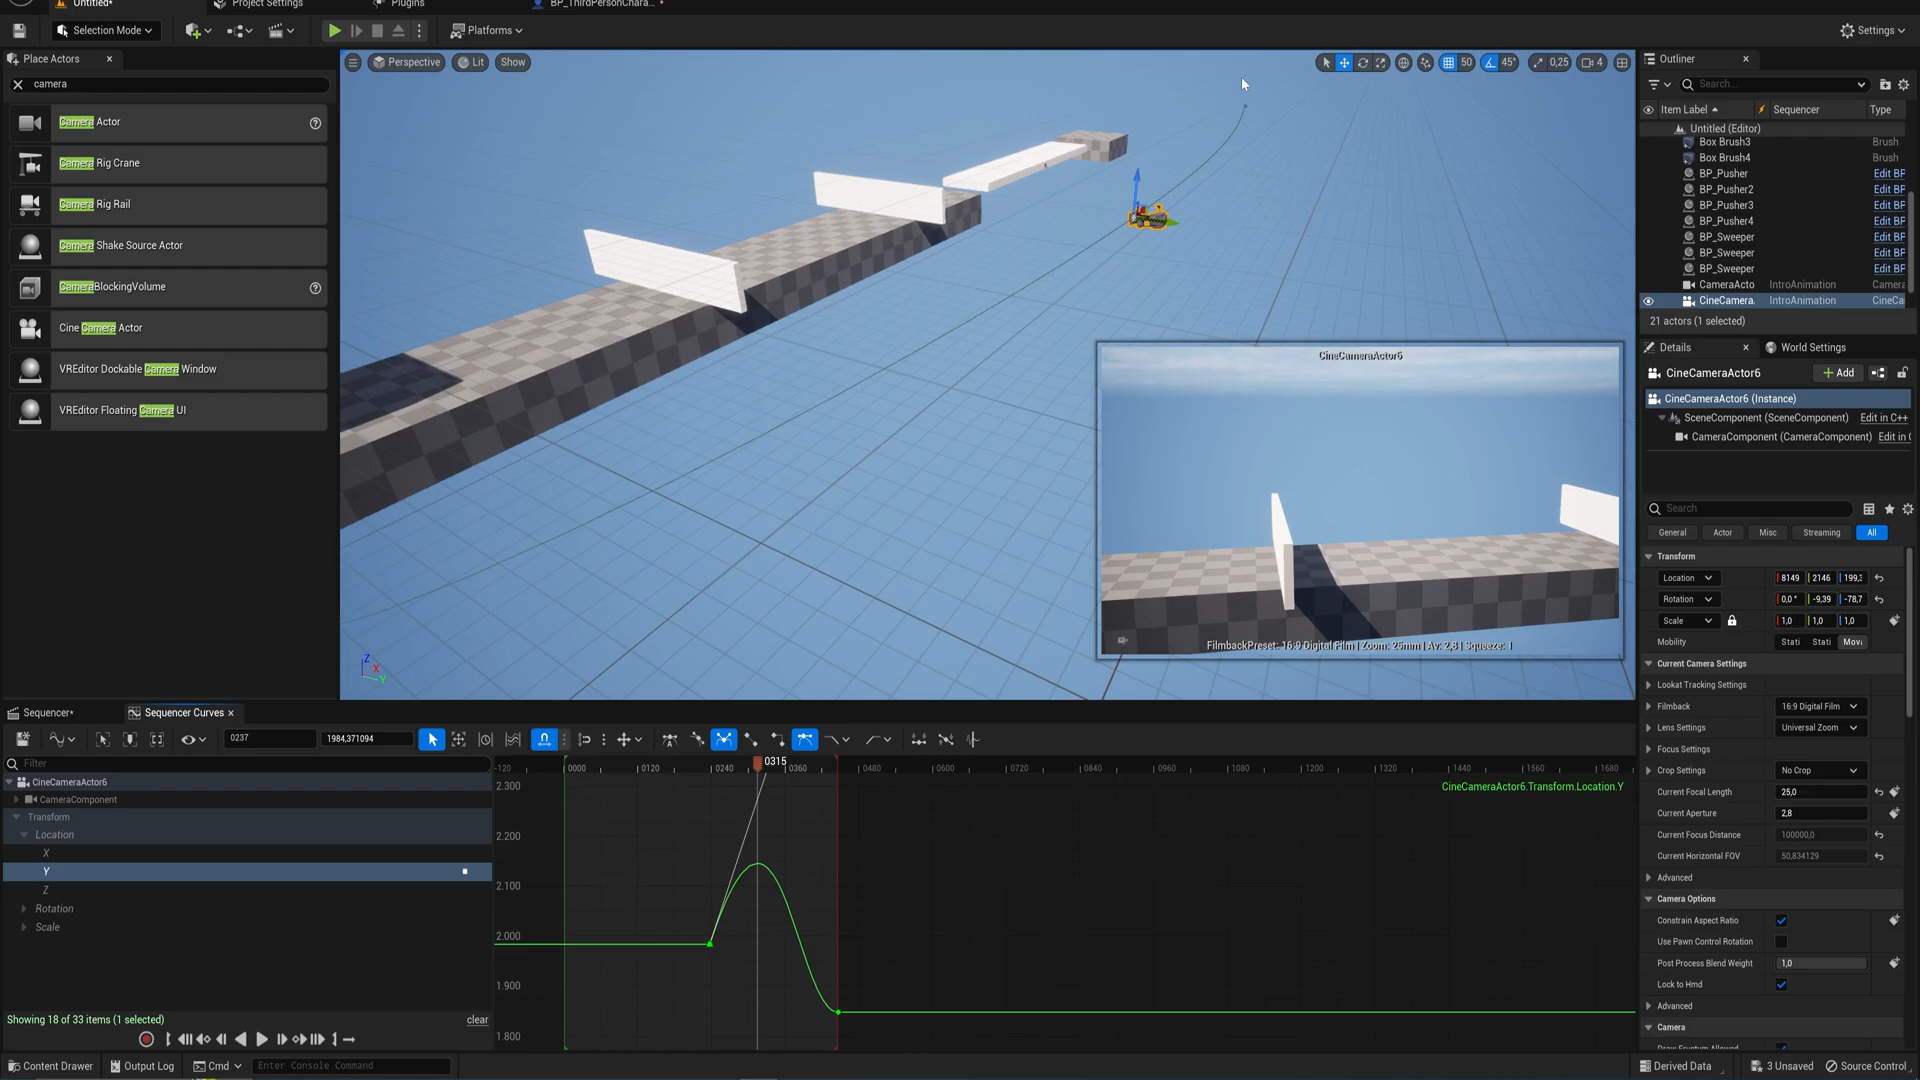 Untitled*
Project Settings
Plugins
BP_ThirdPersonChara... *
Selection Mode
Platforms
Settings
Place Actors
camera
Camera Actor
Camera Rig Crane
Camera Rig Rail
Camera Shake Source Actor
CameraBlockingVolume
Cine Camera Actor
VREditor Dockable Camera Window
VREditor Floating Camera UI
Perspective
Lit
Show
50
45°
0,25
4
CineCameraActor6
FilmbackPreset: 16:9 Digital Film | Zoom: 25mm | Av: 2,8 | Squeeze: 1
Z
X
Y
Outliner
Search...
Item Label
Sequencer
Type
Untitled (Editor)
Box Brush3 Brush
Box Brush4 Brush
BP_Pusher Edit BP
BP_Pusher2 Edit BP
BP_Pusher3 Edit BP
BP_Pusher4 Edit BP
BP_Sweeper Edit BP
BP_Sweeper Edit BP
BP_Sweeper Edit BP
CameraActo IntroAnimation Camera
CineCamera. IntroAnimation CineCa
21 actors (1 selected)
Details
World Settings
CineCameraActor6
Add
CineCameraActor6 (Instance)
SceneComponent (SceneComponent) Edit in C++
CameraComponent (CameraComponent) Edit in
Search
General
Actor
Misc
Streaming
All
Transform
Location 8149 2146 199,
Rotation 0,0° -9,39 -78,7
Scale 1,0 1,0 1,0
Mobility Stati Stati Mova
Current Camera Settings
Lookat Tracking Settings
Filmback 16:9 Digital Film
Lens Settings Universal Zoom
Focus Settings
Crop Settings No Crop
Current Focal Length 25,0
Current Aperture 2,8
Current Focus Distance 100000,0
Current Horizontal FOV 50,834129
Advanced
Camera Options
Constrain Aspect Ratio
Use Pawn Control Rotation
Post Process Blend Weight 1,0
Lock to Hmd
Advanced
Camera
Draw Frustum Allowed
Sequencer*
Sequencer Curves
0237
1984,371094
Filter
CineCameraActor6
CameraComponent
Transform
Location
X
Y
Z
Rotation
Scale
Showing 18 of 33 items (1 selected)
clear
-120 0000 0120 0240 0315 0360 0480 0600 0720 0840 0960 1080 1200 1320 1440 1560 1680
CineCameraActor6.Transform.Location.Y
2.300
2.200
2.100
2.000
1.900
1.800
Content Drawer
Output Log
Cmd
Enter Console Command
Derived Data
3 Unsaved
Source Control